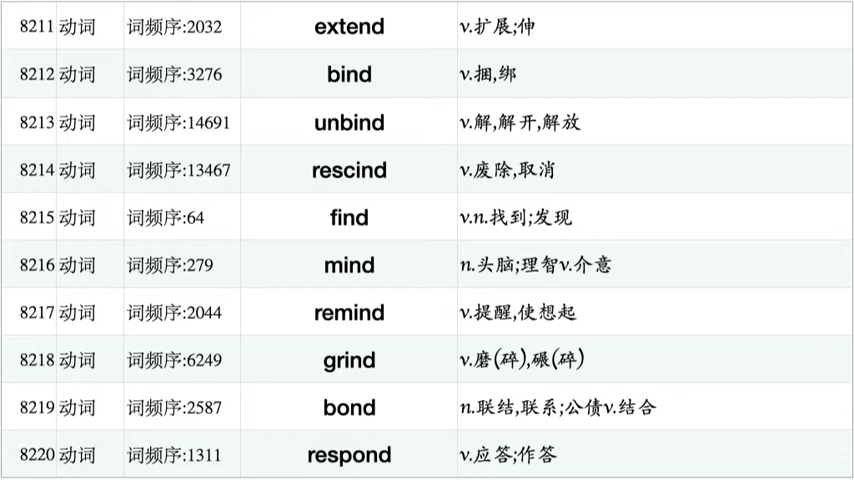 8211 动词 词频序:2032 extend v.扩展;伸
8212 动词 词频序:3276 bind v.捆,绑
8213 动词 词频序:14691 unbind v.解,解开,解放
8214 动词 词频序:13467 rescind v.废除,取消
8215 动词 词频序:64 find v.n.找到;发现
8216 动词 词频序:279 mind n.头脑;理智v.介意
8217 动词 词频序:2044 remind v.提醒,使想起
8218 动词 词频序:6249 grind v.磨(碎),碾(碎)
8219 动词 词频序:2587 bond n.联结,联系;公债v.结合
8220 动词 词频序:1311 respond v.应答;作答